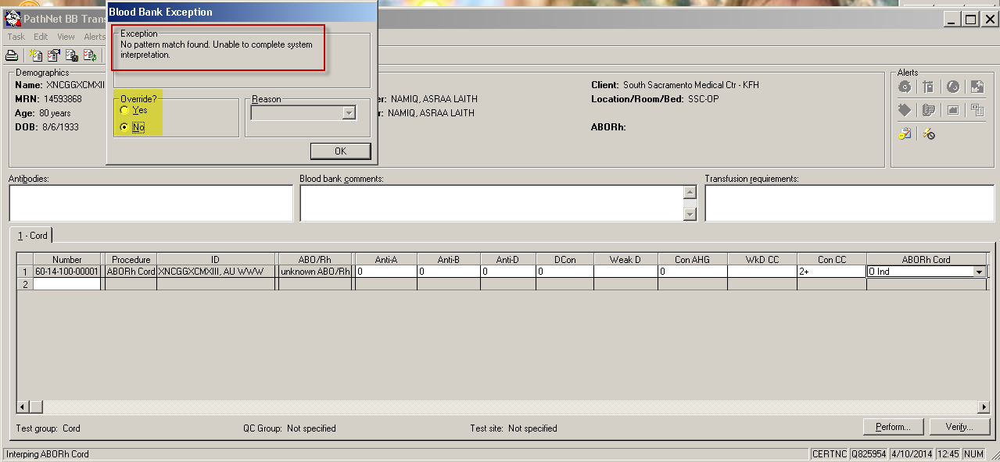 Blood Bank Exception
PathNet BB Trans
Task Edit View Alerts
Exception
No pattern match found. Unable to complete system
interpretation.
Override?
Yes
No
Reason
OK
Demographics
Name: XNCGGXCMXII
MRN: 14593868
Age: 80 years
DOB: 8/6/1933
er: NAMIQ, ASRAA LAITH
r: NAMIQ, ASRAA LAITH
Client: South Sacramento Medical Ctr - KFH
Location/Room/Bed: SSC-OP
ABORh:
Alerts
Antibodies:
Blood bank comments:
Transfusion requirements:
1 - Cord
Number Procedure ID ABO/Rh Anti-A Anti-B Anti-D DCon Weak D Con AHG WkD CC Con CC ABORh Cord
1 60-14-100-00001 ABORh Cord XNCGGXCMXIII, AU WWW unknown ABO/Rh 0 0 0 0 0 2+ O Ind
2
Test group: Cord QC Group: Not specified Test site: Not specified
Perform... Verify...
Interping ABORh Cord CERTNC Q825954 4/10/2014 12:45 NUM